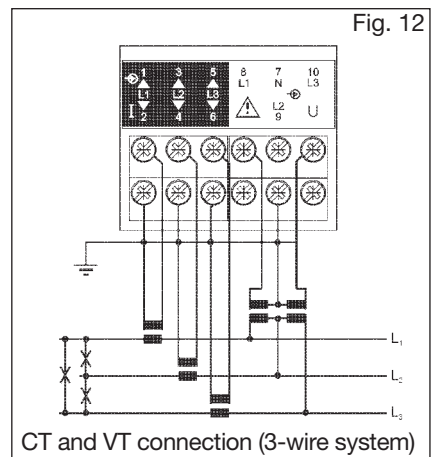 Fig. 12
1 3 5 8 7 10
L1 N L3
L1 L2 L3
L2
I 2 4 6 9 U
L1
L2
L3
CT and VT connection (3-wire system)